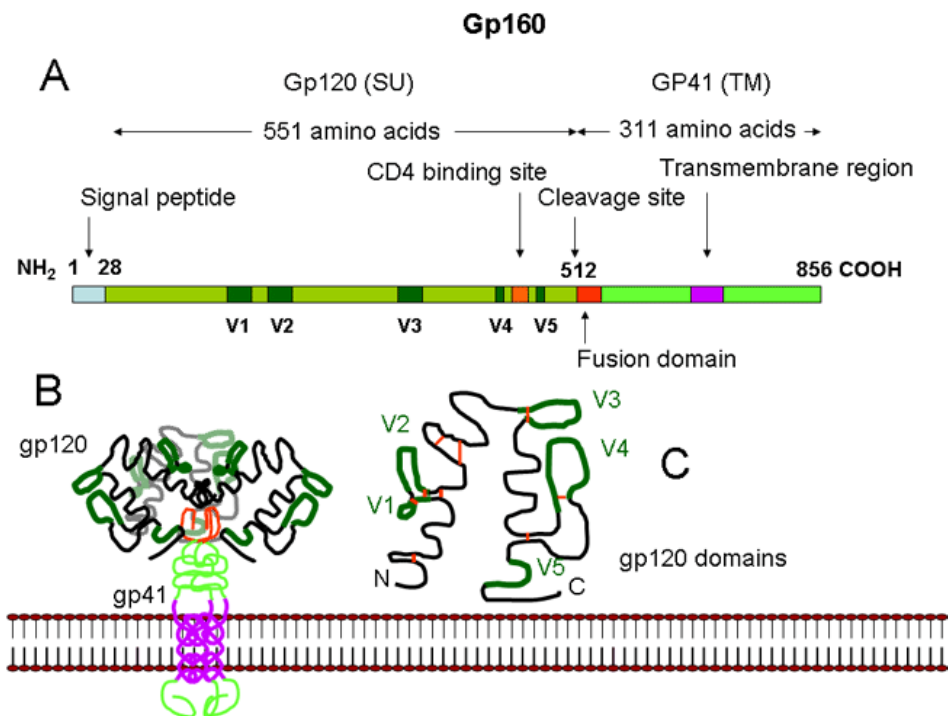 Gp160
A
Gp120 (SU) GP41 (TM)
551 amino acids 311 amino acids
CD4 binding site Transmembrane region
Signal peptide Cleavage site
NH2 1 28 512 856 COOH
V1 V2 V3 V4 V5
Fusion domain
B
gp120
gp41
V3
V2
V4
C
V1
V5
gp120 domains
N
C